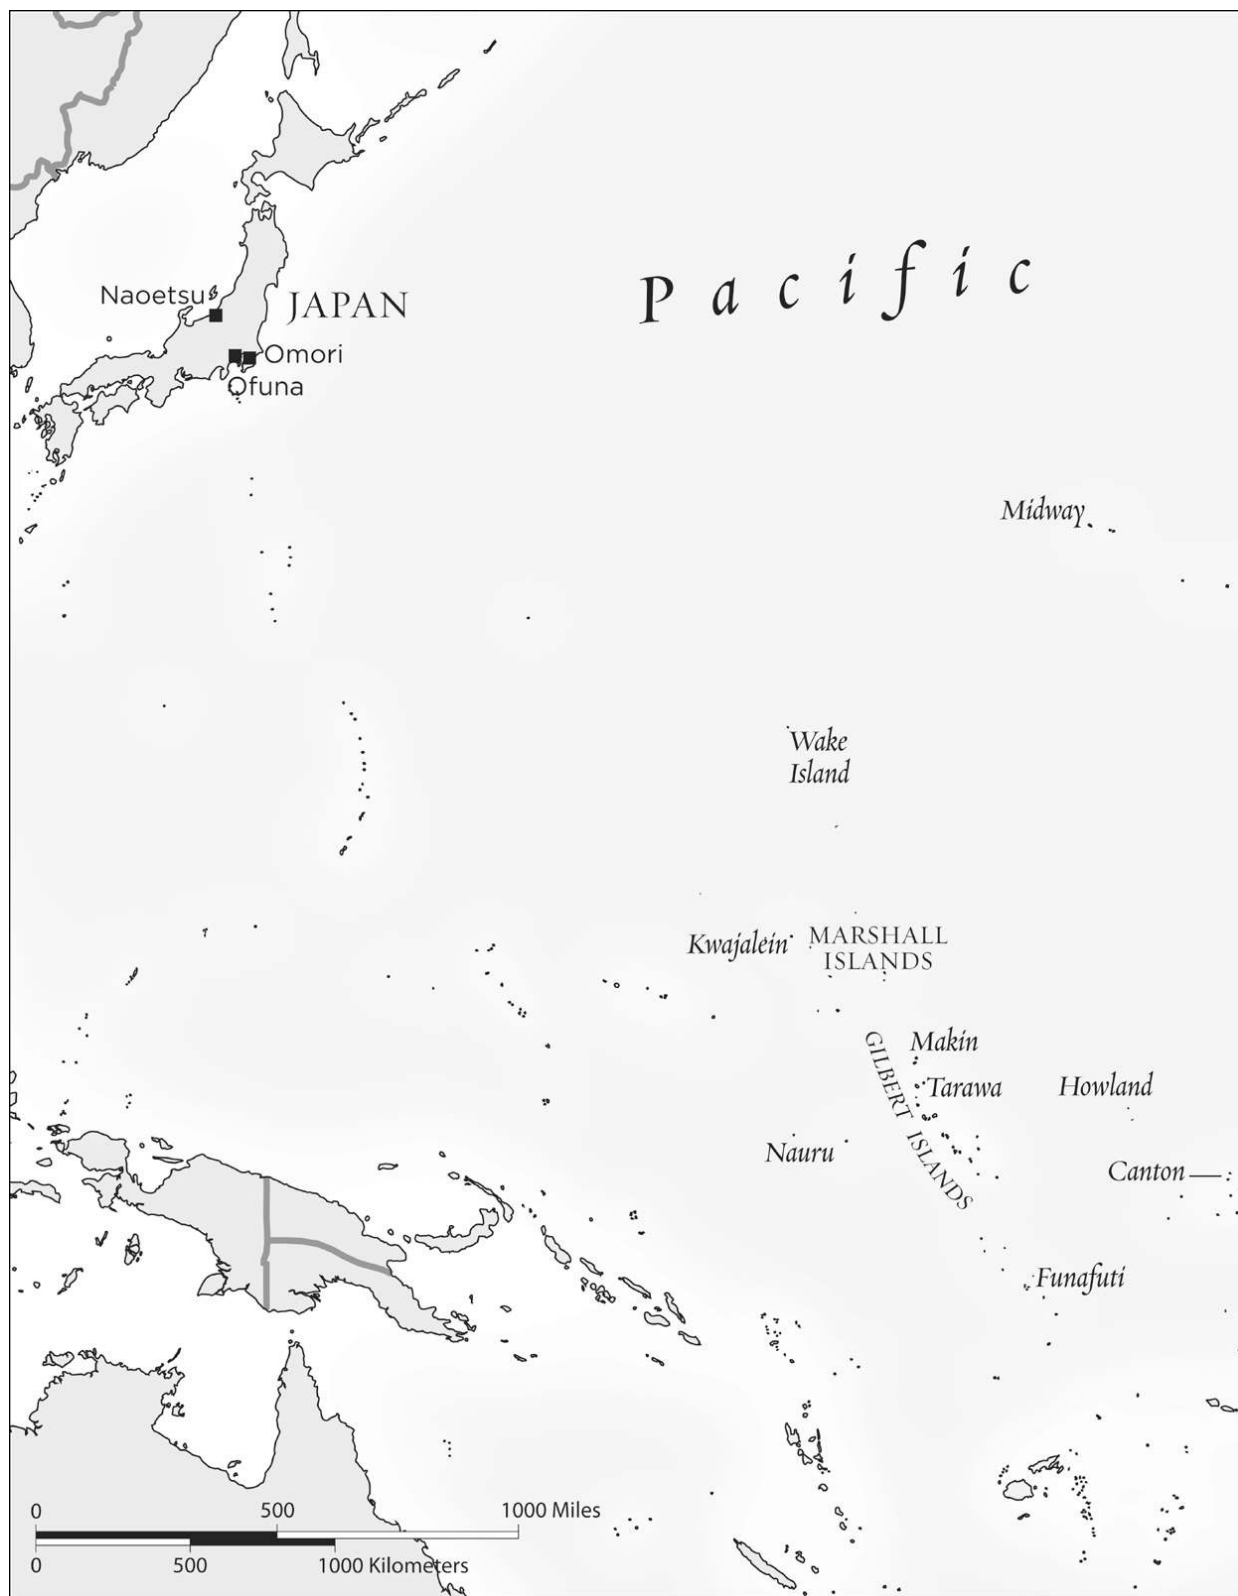 Pacific
Naoetsu
JAPAN
Omori
Ofuna
Midway
Wake
Island
Kwajalein
MARSHALL
ISLANDS
GILBERT ISLANDS
Makin
Tarawa
Howland
Nauru
Canton
Funafuti
0 500 1000 Miles
0 500 1000 Kilometers